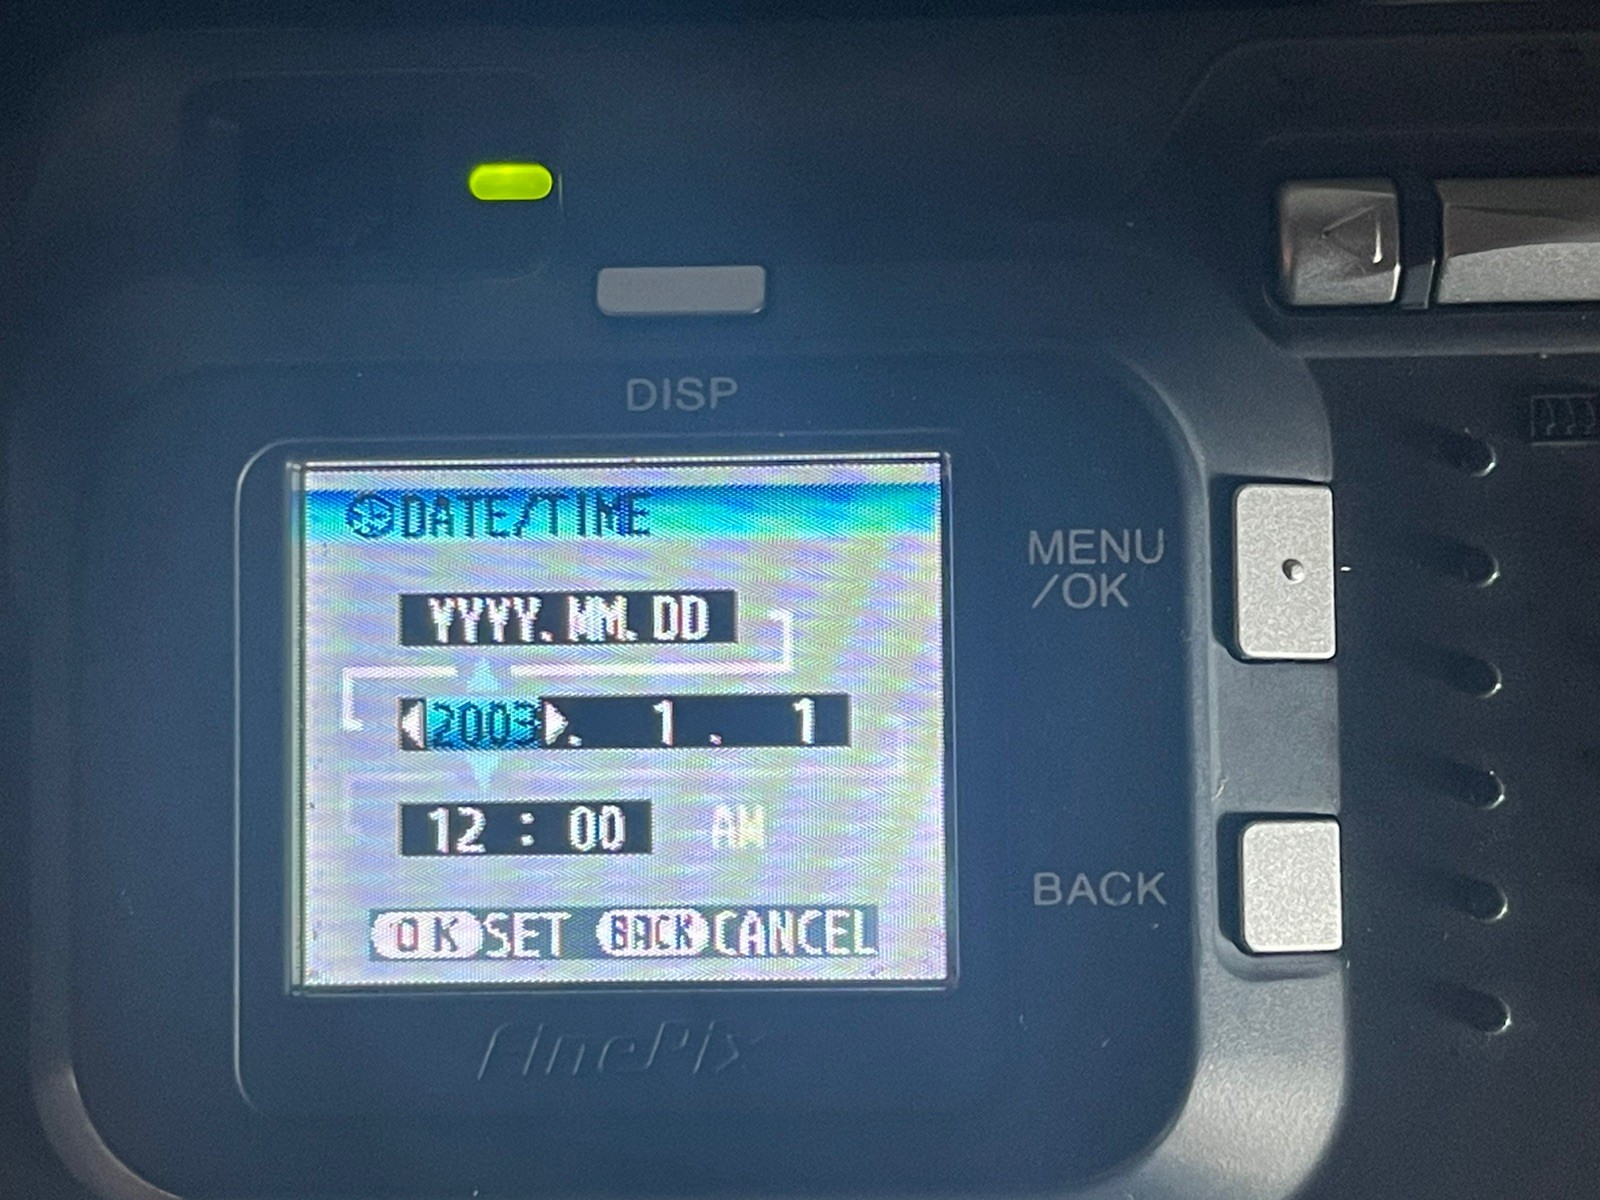 DISP
DATE/TIME
YYYY. MM. DD
2003. 1. 1
12 : 00 AM
OK SET BACK CANCEL
MENU
/OK
BACK
FinePix